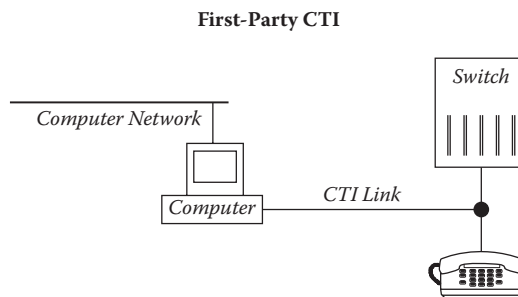 First-Party CTI
Switch
Computer Network
CTI Link
Computer